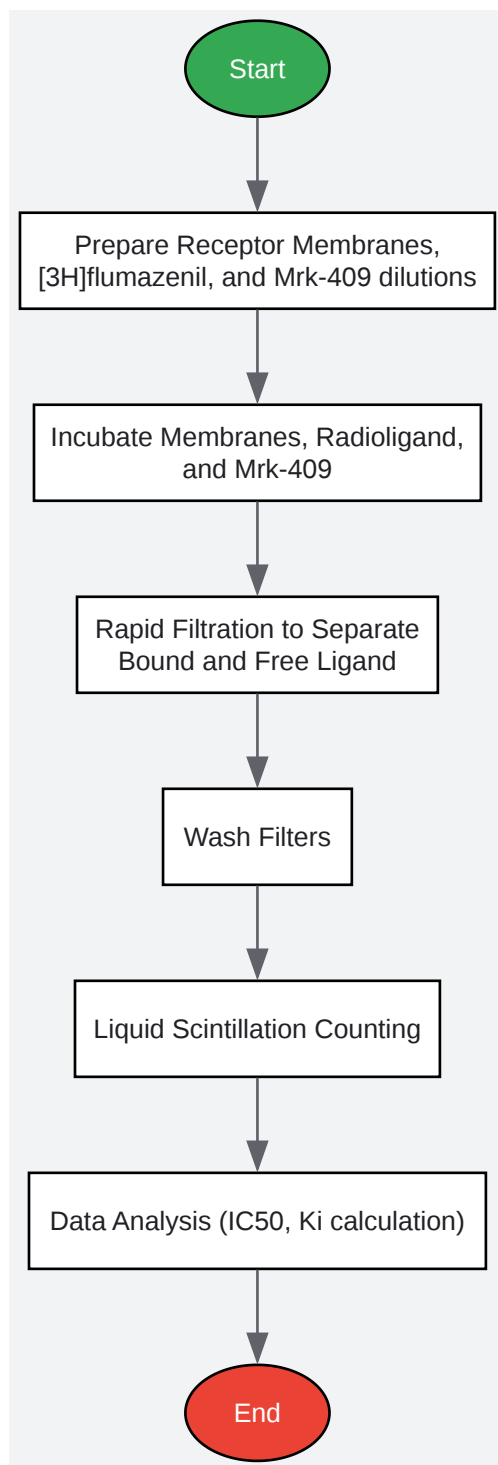 Start
Prepare Receptor Membranes,
[3H]flumazenil, and Mrk-409 dilutions
Incubate Membranes, Radioligand,
and Mrk-409
Rapid Filtration to Separate
Bound and Free Ligand
Wash Filters
Liquid Scintillation Counting
Data Analysis (IC50, Ki calculation)
End